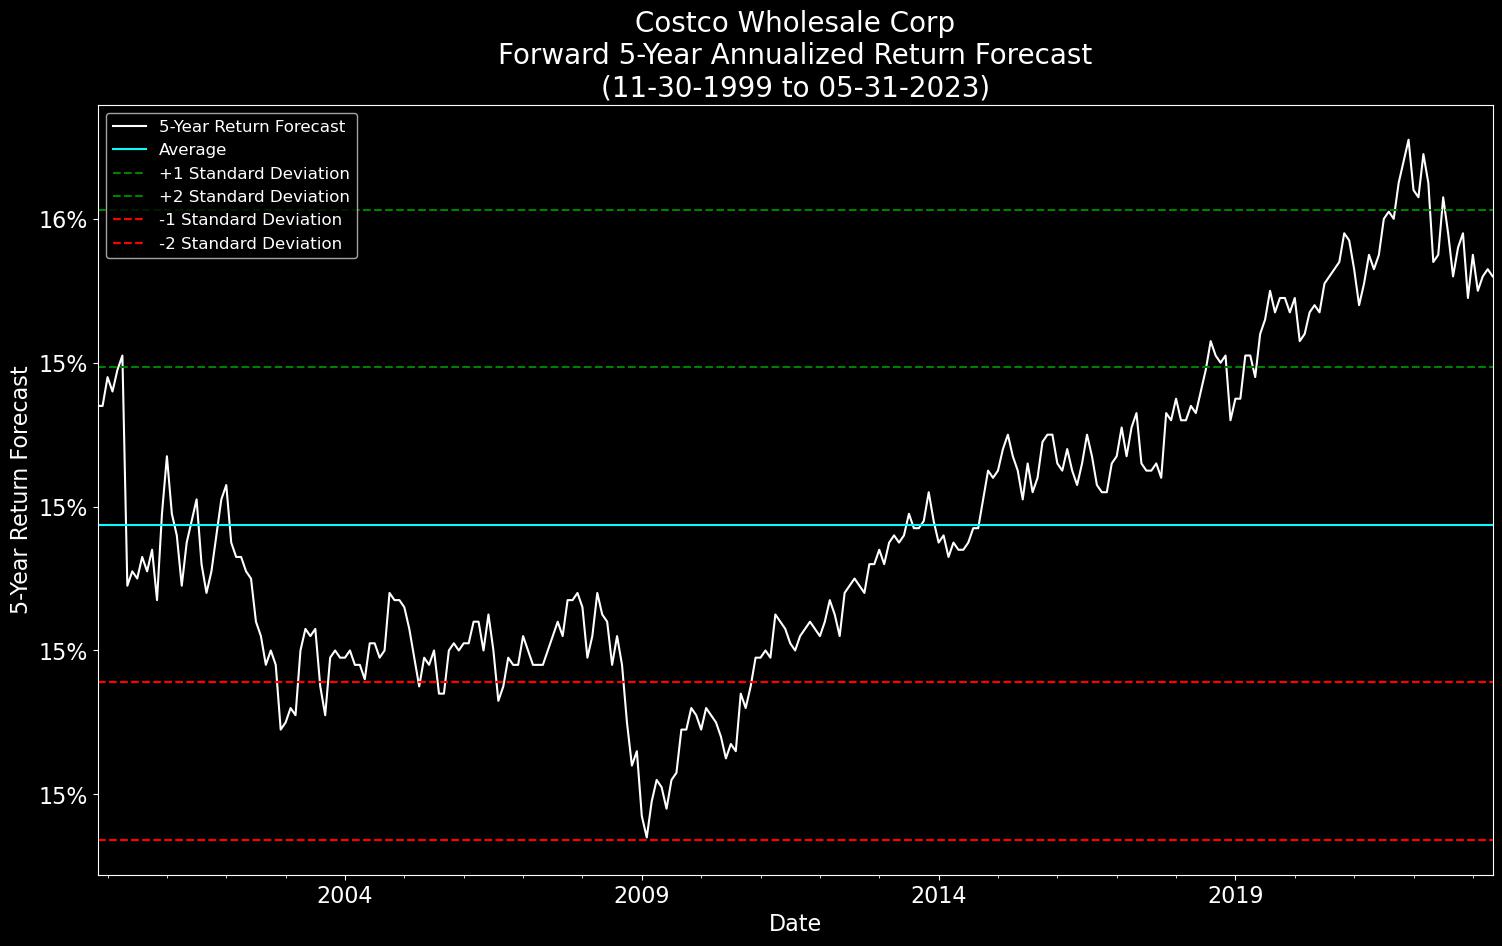 Costco Wholesale Corp
Forward 5-Year Annualized Return Forecast
(11-30-1999 to 05-31-2023)
5-Year Return Forecast
Average
+1 Standard Deviation
+2 Standard Deviation
-1 Standard Deviation
-2 Standard Deviation
16%
15%
15%
15%
15%
5-Year Return Forecast
2004
2009
2014
2019
Date